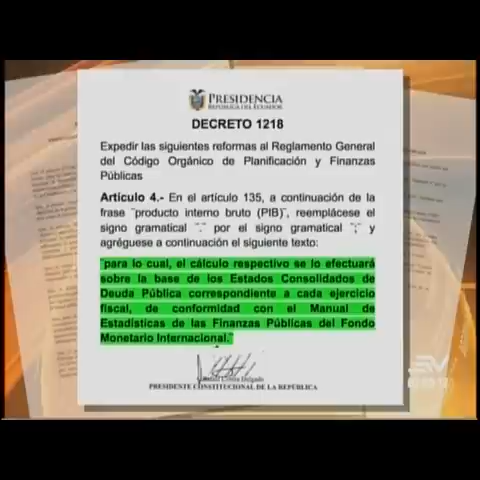 PRESIDENCIA
REPÚBLICA DEL ECUADOR
DECRETO 1218
Expedir las siguientes reformas al Reglamento General
del Código Orgánico de Planificación y Finanzas
Públicas
Artículo 4.- En el artículo 135, a continuación de la
frase ¨producto interno bruto (PIB)¨, reemplácese el
signo gramatical ¨.¨ por el signo gramatical ¨;¨ y
agréguese a continuación el siguiente texto:
¨para lo cual, el cálculo respectivo se lo efectuará
sobre la base de los Estados Consolidados de
Deuda Pública correspondiente a cada ejercicio
fiscal, de conformidad con el Manual de
Estadísticas de las Finanzas Públicas del Fondo
Monetario Internacional.¨
Correa Delgado
PRESIDENTE CONSTITUCIONAL DE LA REPÚBLICA